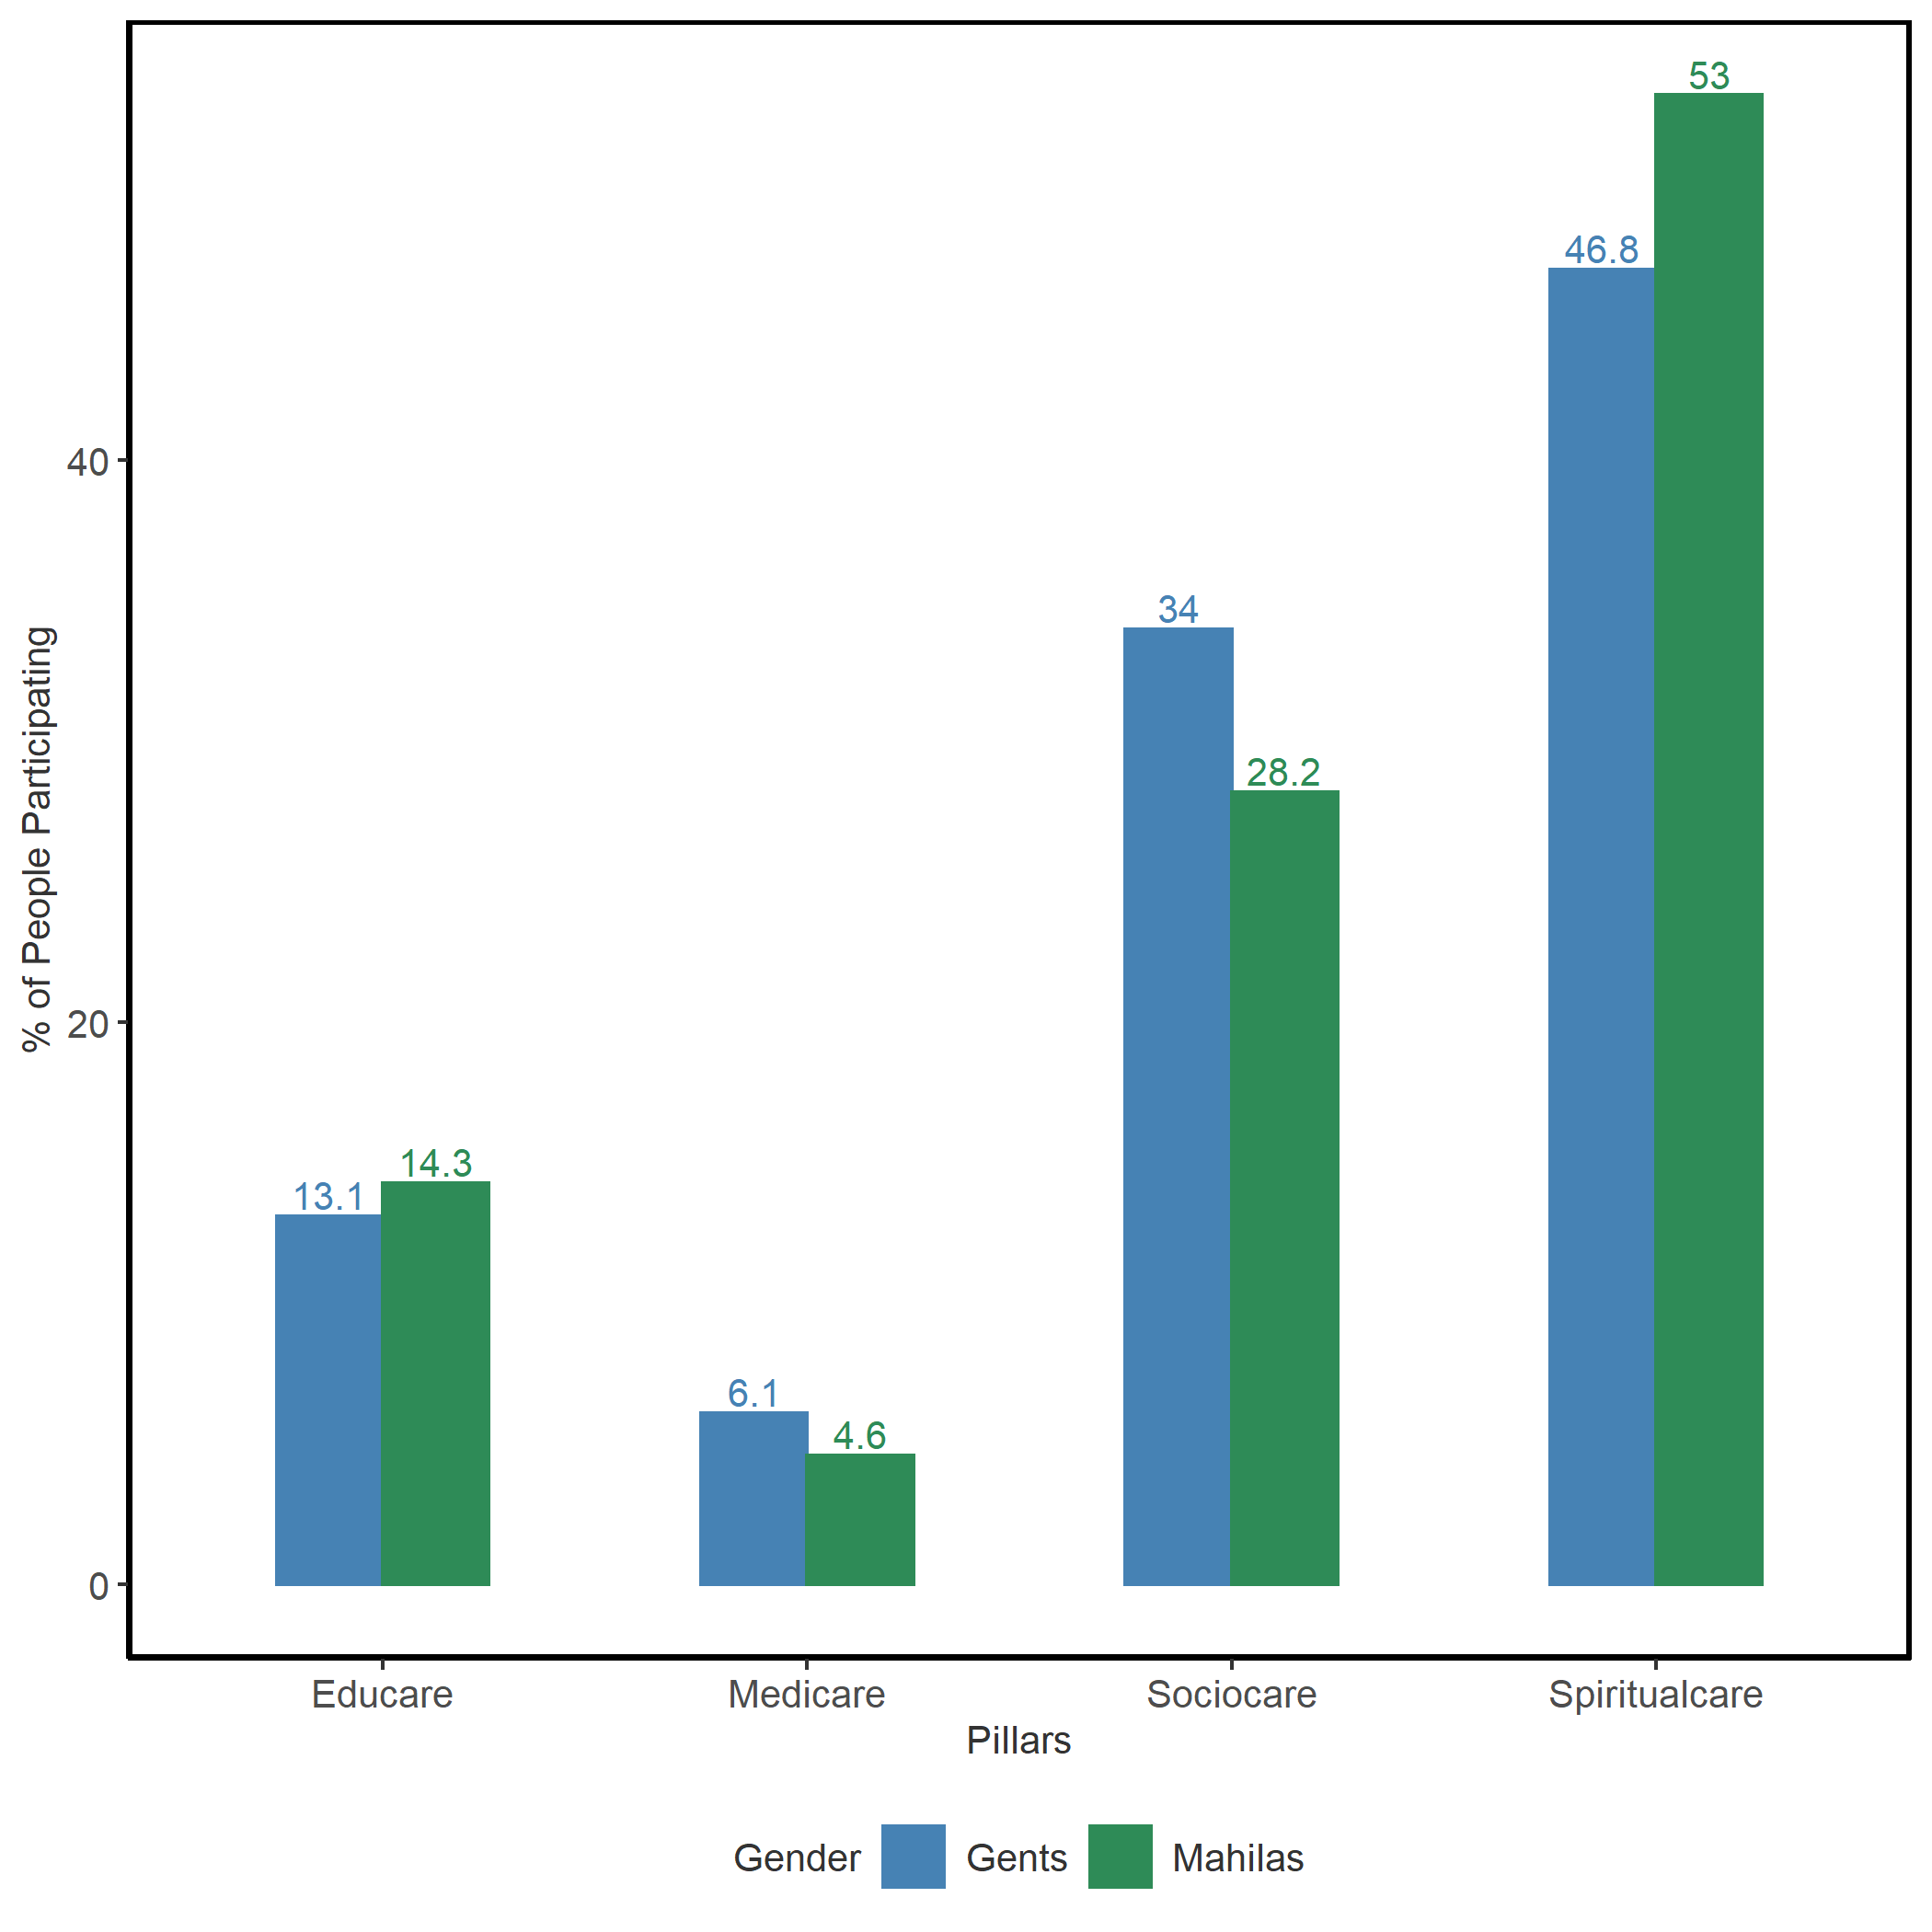 53
46.8
40
34
28.2
% of People Participating
20
14.3
13.1
6.1
4.6
0
Educare Medicare Sociocare Spiritualcare
Pillars
Gender Gents Mahilas